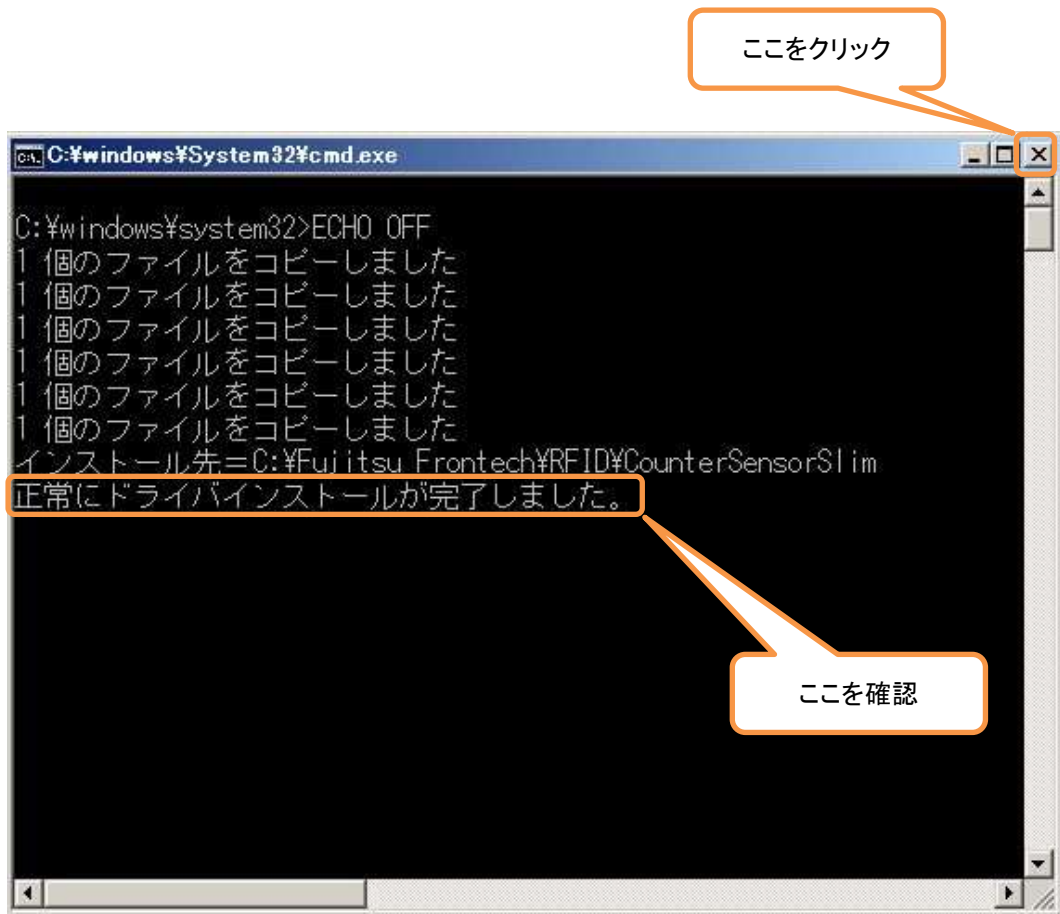 ここをクリック
C:¥windows¥System32¥cmd.exe
C:¥windows¥system32>ECHO OFF
1 個のファイルをコピーしました
1 個のファイルをコピーしました
1 個のファイルをコピーしました
1 個のファイルをコピーしました
1 個のファイルをコピーしました
1 個のファイルをコピーしました
インストール先＝C:¥Fujitsu Frontech¥RFID¥CounterSensorSlim
正常にドライバインストールが完了しました。
ここを確認